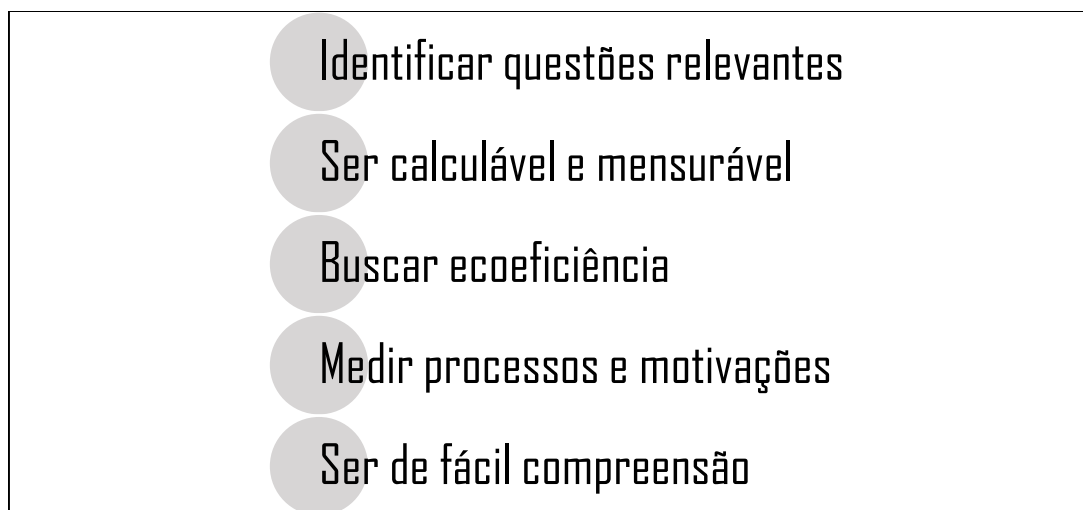 Identificar questões relevantes
Ser calculável e mensurável
Buscar ecoeficiência
Medir processos e motivações
Ser de fácil compreensão